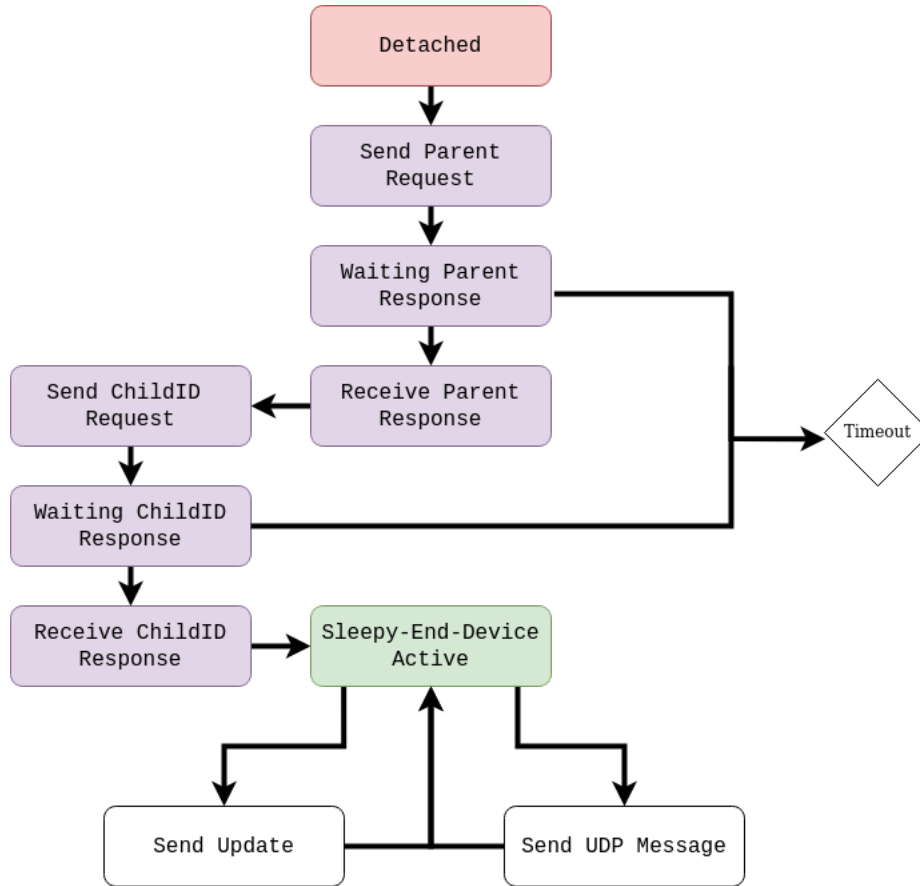 Detached
Send Parent
Request
Waiting Parent
Response
Receive Parent
Response
Send ChildID
Request
Timeout
Waiting ChildID
Response
Receive ChildID
Response
Sleepy-End-Device
Active
Send Update
Send UDP Message